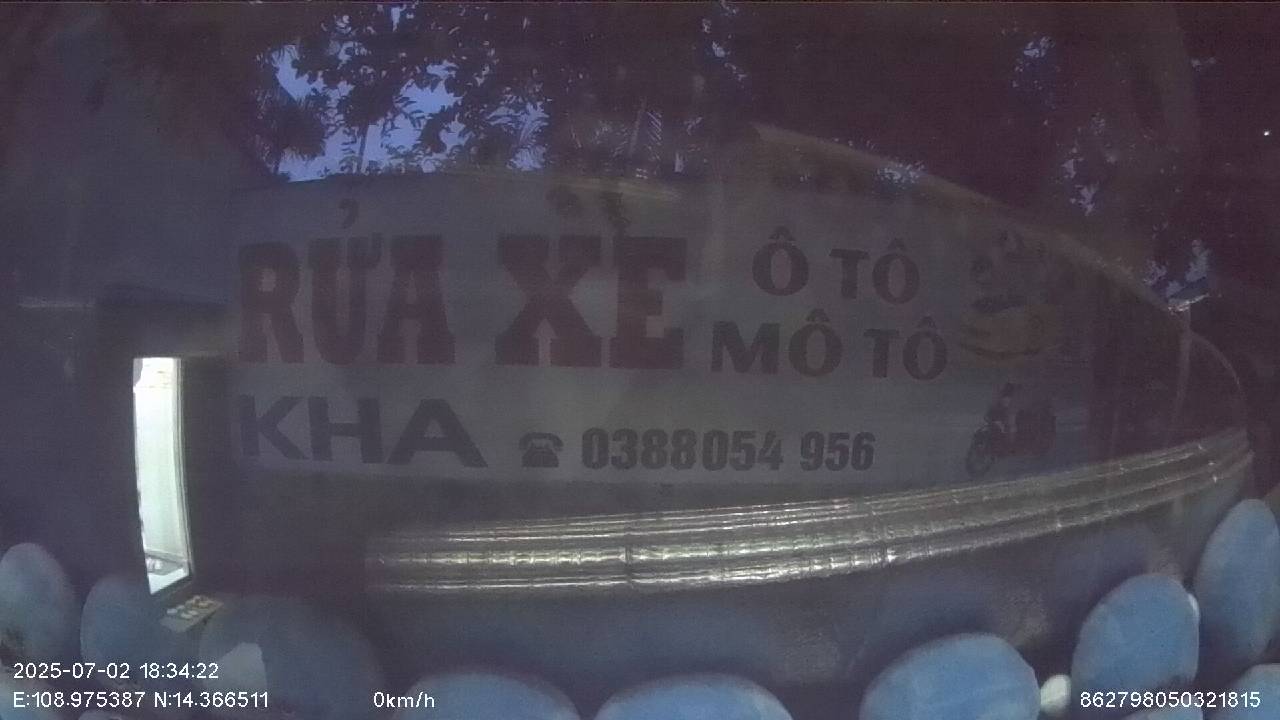 RỬA XE
Ô TÔ
MÔ TÔ
KHA ☎ 0388054 956
2025-07-02 18:34:22
E:108.975387 N:14.366511 0km/h 862798050321815